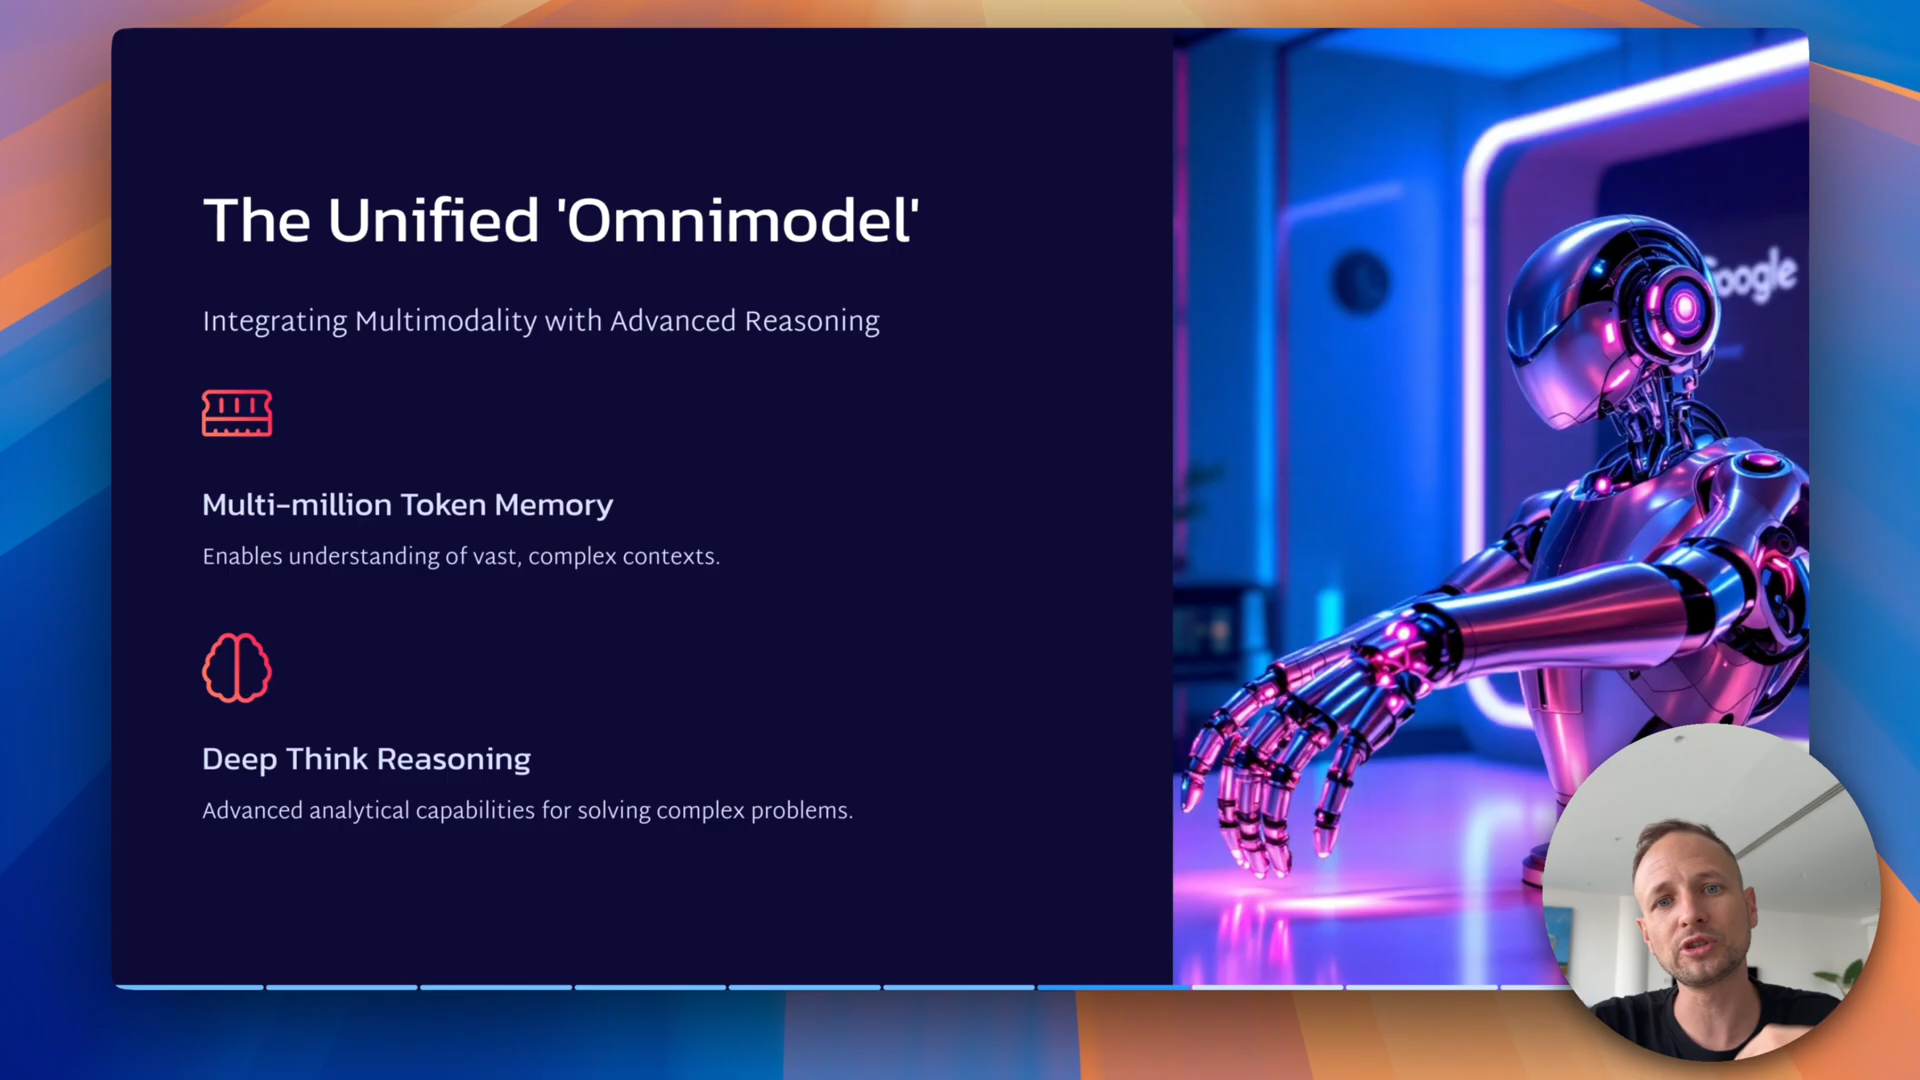 The Unified 'Omnimodel'
Integrating Multimodality with Advanced Reasoning
Multi-million Token Memory
Enables understanding of vast, complex contexts.
Deep Think Reasoning
Advanced analytical capabilities for solving complex problems.
Google